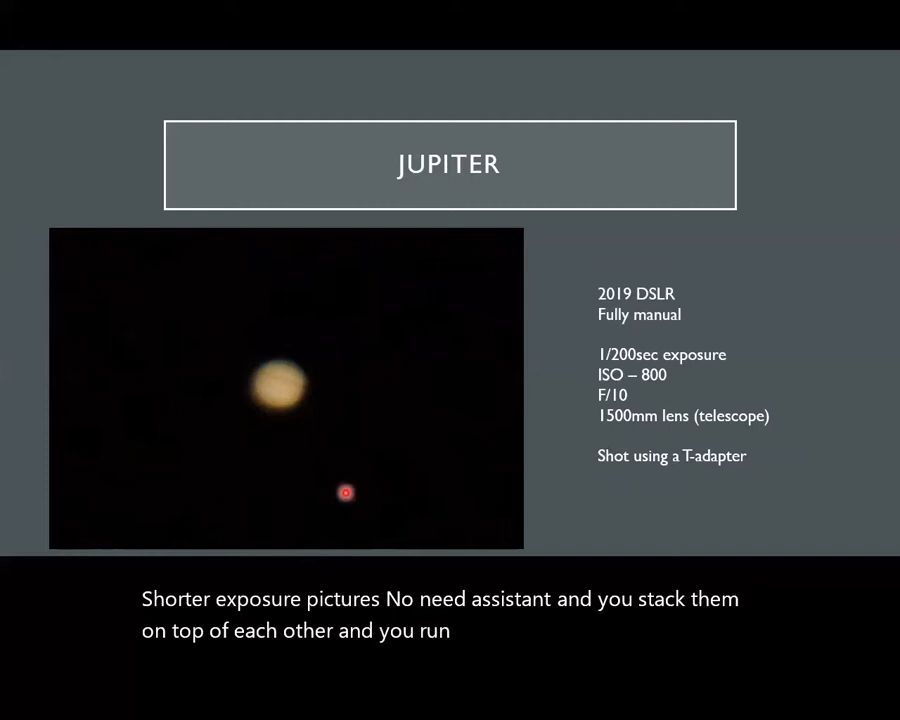 JUPITER
2019 DSLR
Fully manual
1/200sec exposure
ISO – 800
F/10
1500mm lens (telescope)
Shot using a T-adapter
Shorter exposure pictures No need assistant and you stack them
on top of each other and you run